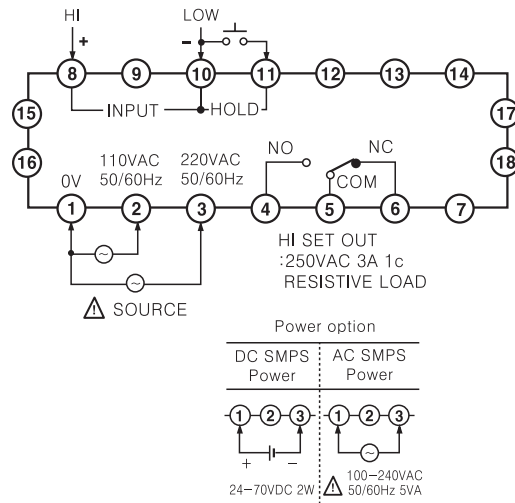 HI LOW
+ -
8 9 10 11 12 13 14
INPUT HOLD
15 17
16 18
110VAC 220VAC NO NC
0V 50/60Hz 50/60Hz COM
1 2 3 4 5 6 7
HI SET OUT
:250VAC 3A 1c
RESISTIVE LOAD
SOURCE
Power option
DC SMPS AC SMPS
Power Power
1 2 3 1 2 3
+ -
24-70VDC 2W 100-240VAC
50/60Hz 5VA